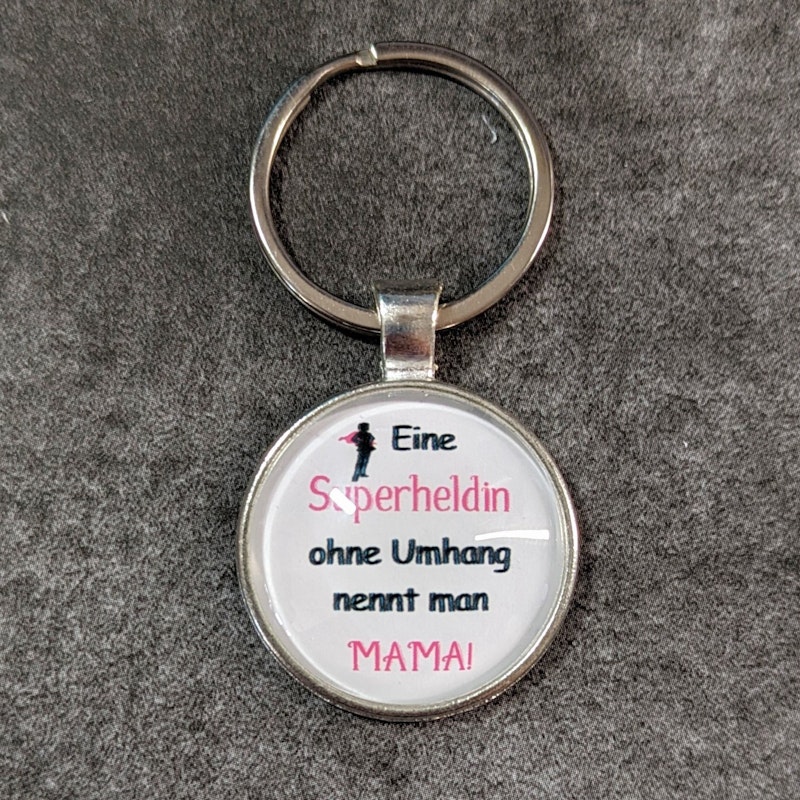 Eine
Superheldin
ohne Umhang
nennt man
MAMA!